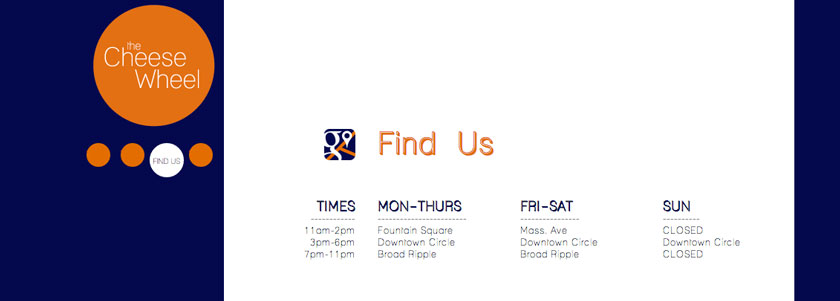 the
Cheese
Wheel
FIND US
g
Find Us
TIMES MON-THURS FRI-SAT SUN
11am-2pm Fountain Square Mass. Ave CLOSED
3pm-6pm Downtown Circle Downtown Circle Downtown Circle
7pm-11pm Broad Ripple Broad Ripple CLOSED